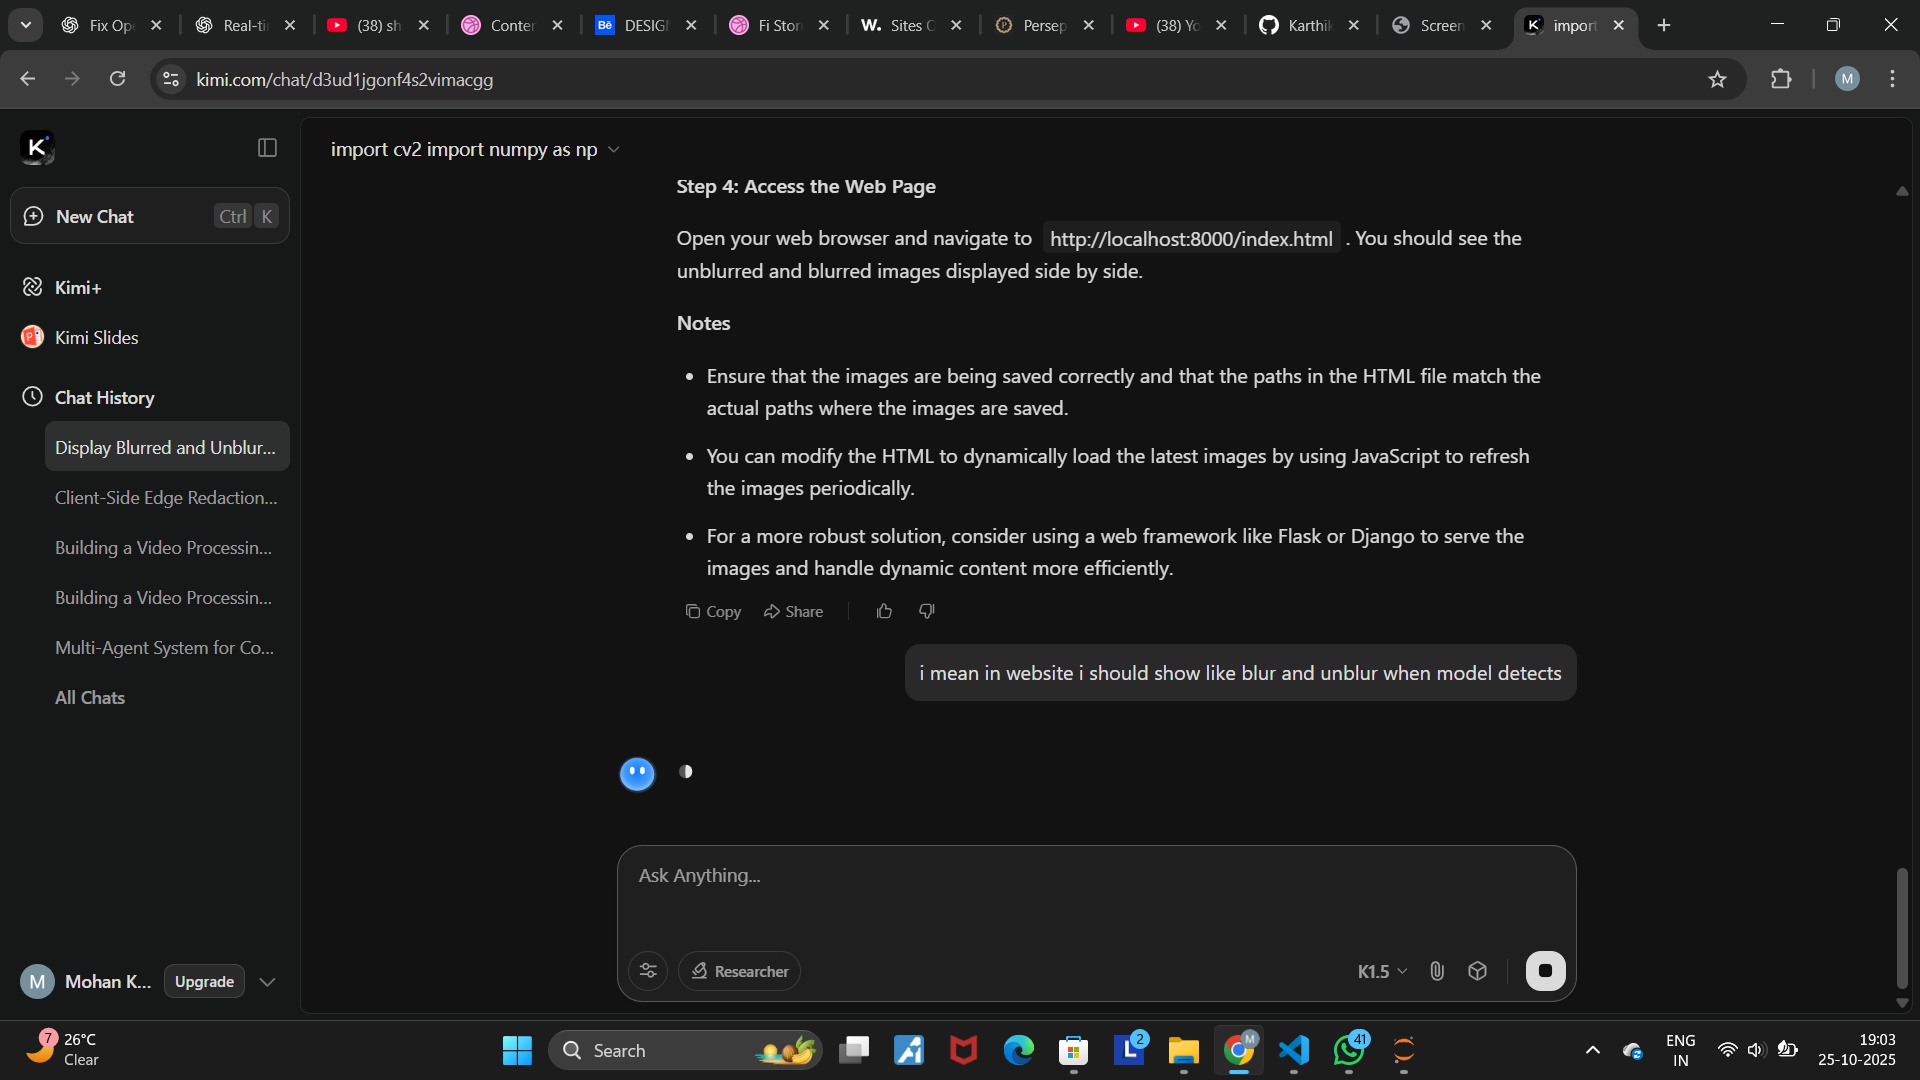 Fix Op
Real-ti
(38) sh
Conter
Bē
DESIGN
Fi Stor
W.
Sites C
Persep
(38) Yo
Karthik
Screen
import
kimi.com/chat/d3ud1jgonf4s2vimacgg
M
K
import cv2 import numpy as np
New Chat
Ctrl K
Kimi+
Kimi Slides
Chat History
Display Blurred and Unblur...
Client-Side Edge Redaction...
Building a Video Processin...
Building a Video Processin...
Multi-Agent System for Co...
All Chats
M
Mohan K...
Upgrade
Step 4: Access the Web Page
Open your web browser and navigate to http://localhost:8000/index.html . You should see the
unblurred and blurred images displayed side by side.
Notes
• Ensure that the images are being saved correctly and that the paths in the HTML file match the
actual paths where the images are saved.
• You can modify the HTML to dynamically load the latest images by using JavaScript to refresh
the images periodically.
• For a more robust solution, consider using a web framework like Flask or Django to serve the
images and handle dynamic content more efficiently.
Copy
Share
i mean in website i should show like blur and unblur when model detects
Ask Anything...
Researcher
K1.5
7
26°C
Clear
Search
L
2
M
41
ENG
IN
19:03
25-10-2025